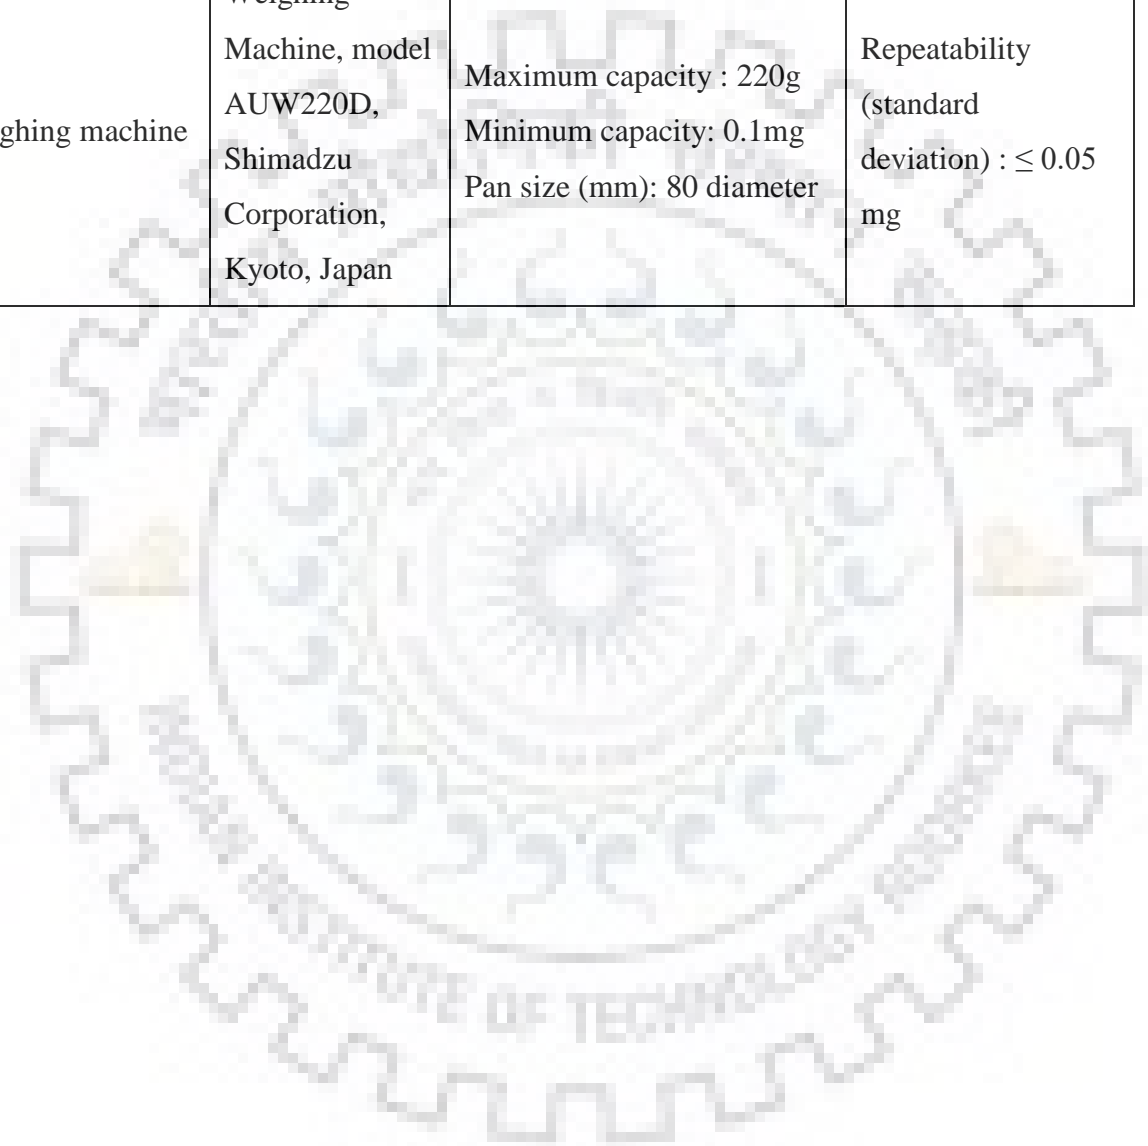 ghing machine
Weighing
Machine, model
AUW220D,
Shimadzu
Corporation,
Kyoto, Japan
Maximum capacity : 220g
Minimum capacity: 0.1mg
Pan size (mm): 80 diameter
Repeatability
(standard
deviation) : ≤ 0.05
mg
INSTITUTE OF TECHNOLOGY